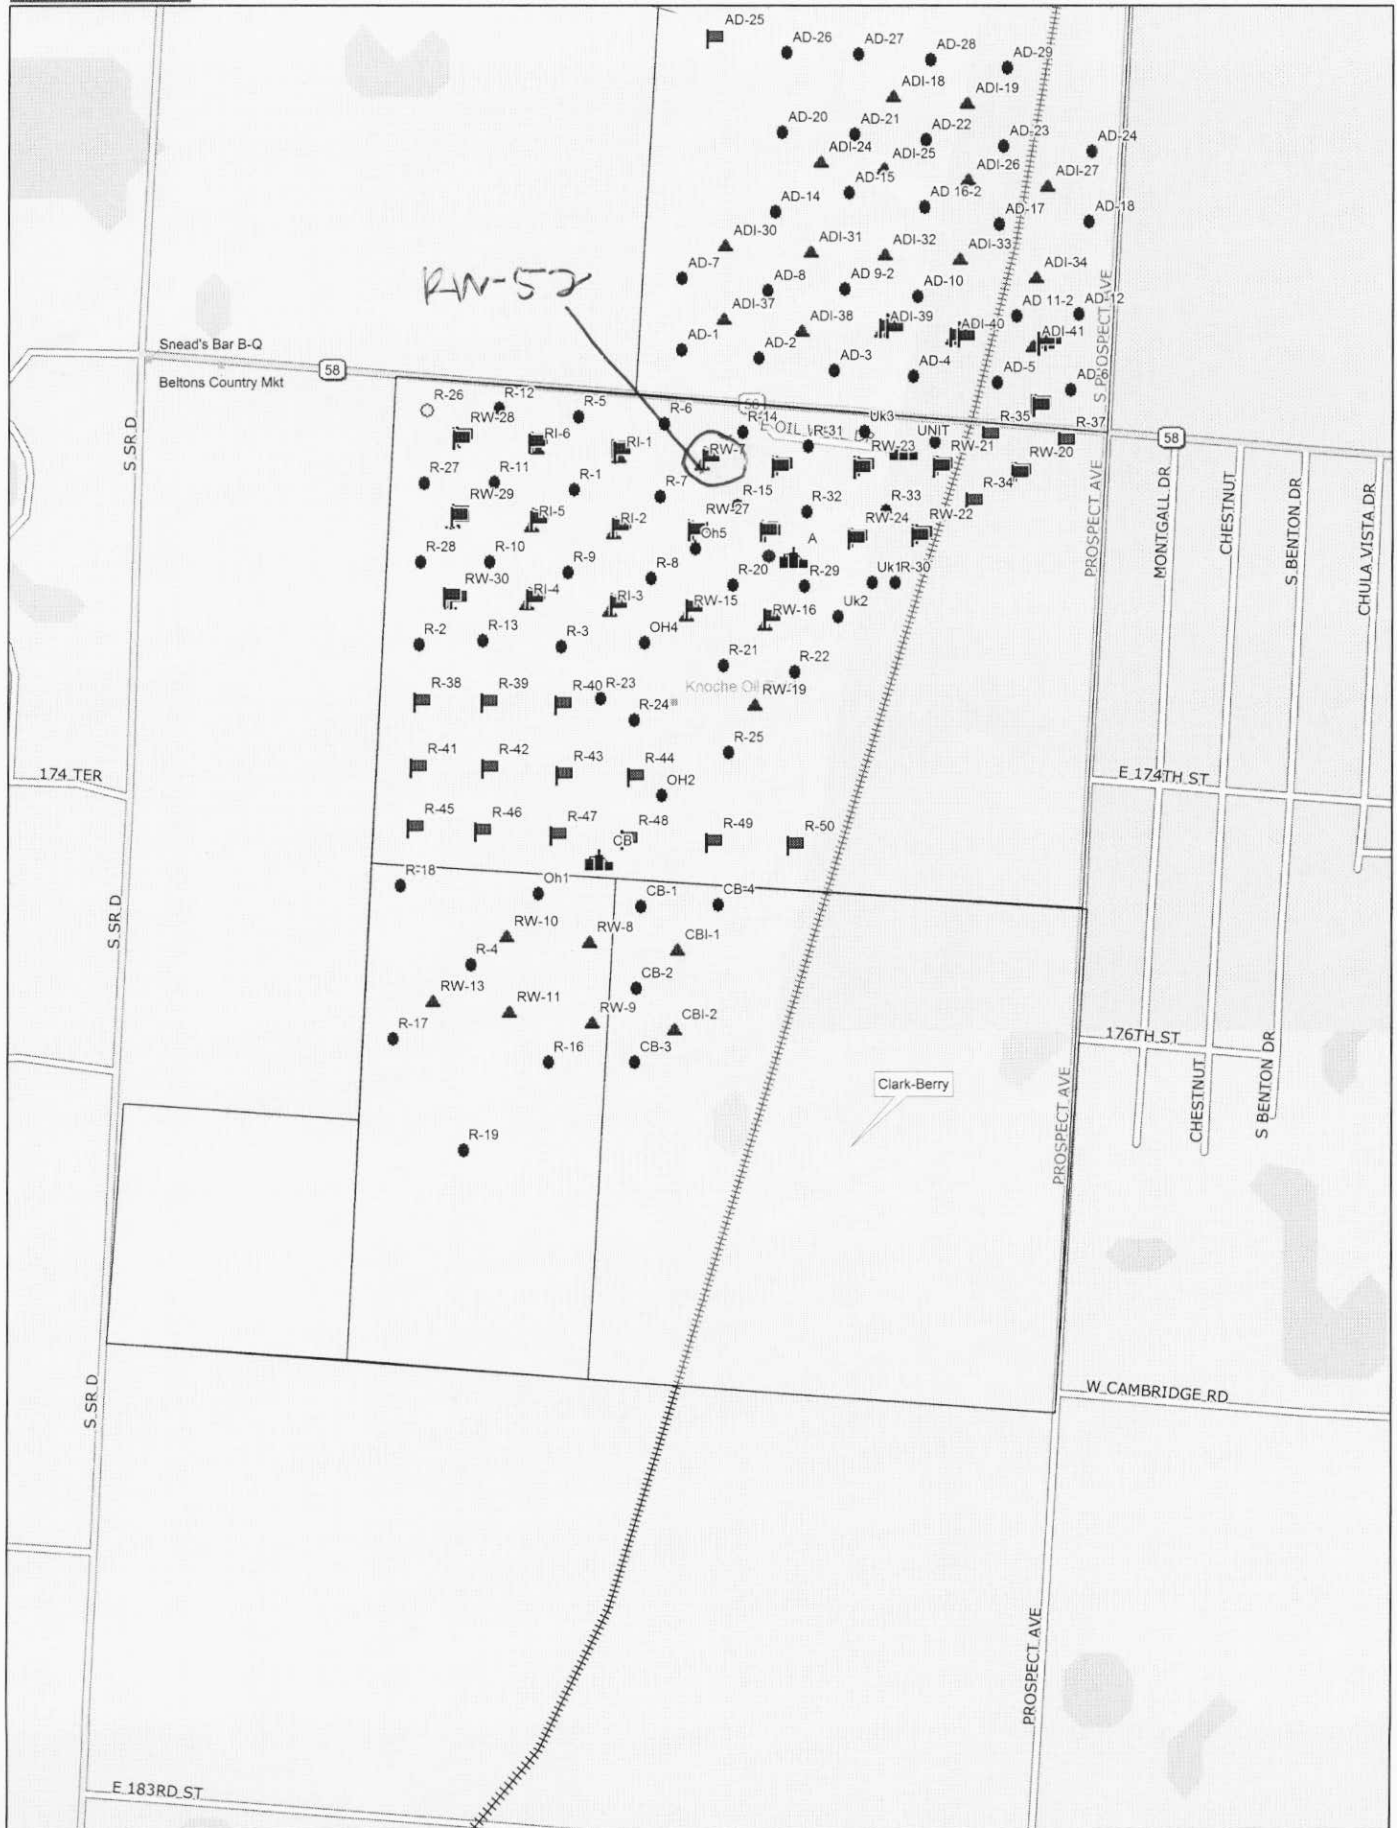 AD-25
AD-26
AD-27
AD-28
AD-29
ADI-18
ADI-19
AD-20
AD-21
AD-22
AD-23
AD-24
ADI-24
ADI-25
ADI-26
ADI-27
AD-14
AD-15
AD 16-2
AD-17
AD-18
ADI-30
ADI-31
ADI-32
ADI-33
ADI-34
AD-7
AD-8
AD 9-2
AD-10
AD 11-2
AD-12
RW-52
ADI-37
ADI-38
ADI-39
ADI-40
ADI-41
AD-1
AD-2
AD-3
AD-4
AD-5
AD-6
S PROSPECT AVE
Snead's Bar B-Q
Beltons Country Mkt
58
58
58
S SR D
R-26
R-12
R-5
R-6
R-14
Uk3
R-35
R-37
E OIL WELL DR
RW-28
RI-6
RI-1
RW-7
R-31
RW-23
UNIT
RW-21
RW-20
R-27
R-11
R-1
R-7
R-15
R-32
R-33
R-34
RW-29
RI-5
RI-2
RW-27
RW-24
RW-22
Oh5
A
R-28
R-10
R-9
R-8
R-20
R-29
Uk1
R-30
RW-30
RI-4
RI-3
RW-15
RW-16
Uk2
R-2
R-13
R-3
OH4
R-21
R-22
Knoche Oil
RW-19
R-38
R-39
R-40
R-23
R-24
R-25
R-41
R-42
R-43
R-44
OH2
R-45
R-46
R-47
R-48
R-49
R-50
CB
174 TER
PROSPECT AVE
MONTGALL DR
CHESTNUT
S BENTON DR
CHULA VISTA DR
E 174TH ST
R-18
Oh1
CB-1
CB-4
S SR D
RW-10
RW-8
CBI-1
R-4
CB-2
RW-13
RW-11
RW-9
CBI-2
R-17
R-16
CB-3
176TH ST
Clark-Berry
PROSPECT AVE
CHESTNUT
S BENTON DR
R-19
W CAMBRIDGE RD
S SR D
PROSPECT AVE
E 183RD ST